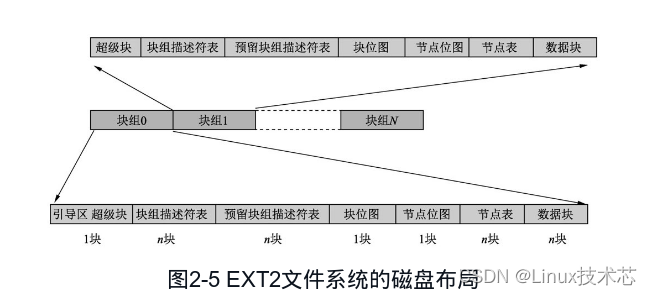 超级块 块组描述符表 预留块组描述符表 块位图 节点位图 节点表 数据块
块组0 块组1 块组N
引导区 超级块 块组描述符表 预留块组描述符表 块位图 节点位图 节点表 数据块
1块 n块 n块 1块 1块 n块 n块
图2-5 EXT2文件系统的磁盘布局
CSDN @Linux技术芯